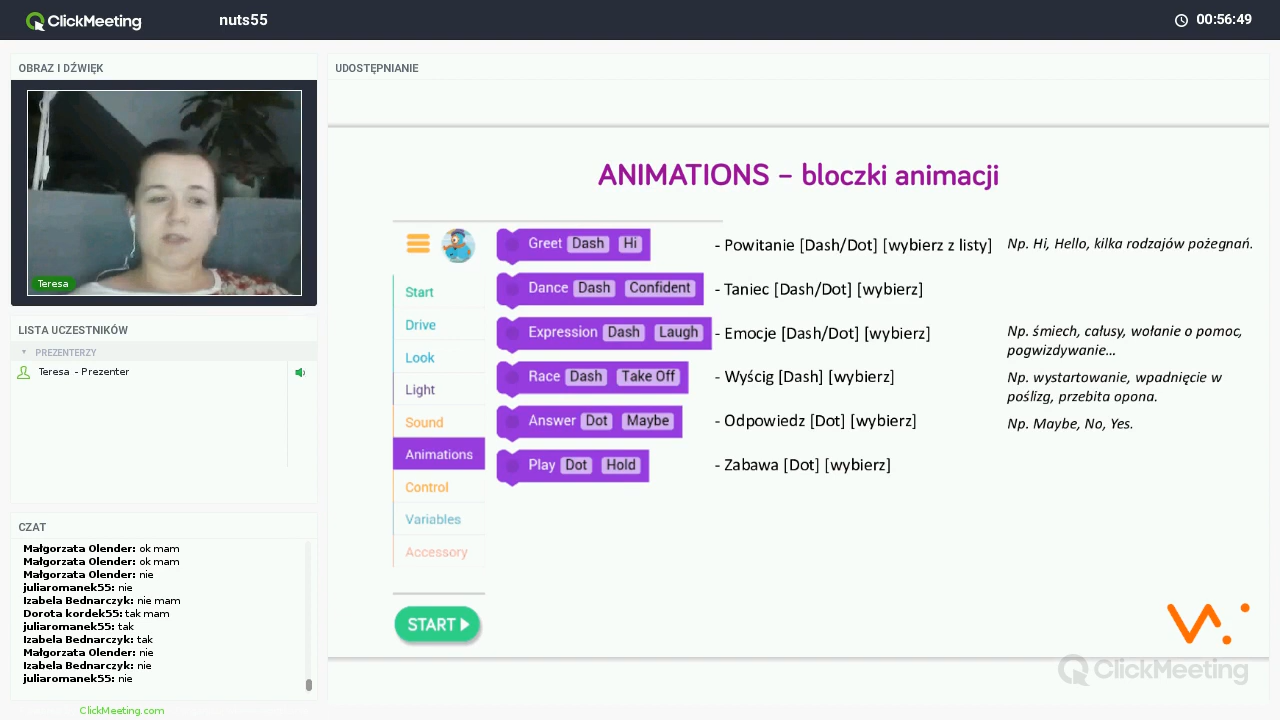 ClickMeeting
nuts55
00:56:49
OBRAZ I DŹWIĘK
Teresa
LISTA UCZESTNIKÓW
PREZENTERZY
Teresa - Prezenter
CZAT
Małgorzata Olender: ok mam
Małgorzata Olender: ok mam
Małgorzata Olender: nie
juliaromanek55: nie
Izabela Bednarczyk: nie mam
Dorota kordek55: tak mam
juliaromanek55: tak
Izabela Bednarczyk: tak
Małgorzata Olender: nie
Izabela Bednarczyk: nie
juliaromanek55: nie
ClickMeeting.com
UDOSTĘPNIANIE
ANIMATIONS – bloczki animacji
Start
Drive
Look
Light
Sound
Animations
Control
Variables
Accessory
START
Greet Dash Hi - Powitanie [Dash/Dot] [wybierz z listy] Np. Hi, Hello, kilka rodzajów pożegnań.
Dance Dash Confident - Taniec [Dash/Dot] [wybierz]
Expression Dash Laugh - Emocje [Dash/Dot] [wybierz] Np. śmiech, całusy, wołanie o pomoc,
pogwizdywanie...
Race Dash Take Off - Wyścig [Dash] [wybierz] Np. wystartowanie, wpadnięcie w
poślizg, przebita opona.
Answer Dot Maybe - Odpowiedz [Dot] [wybierz] Np. Maybe, No, Yes.
Play Dot Hold - Zabawa [Dot] [wybierz]
ClickMeeting